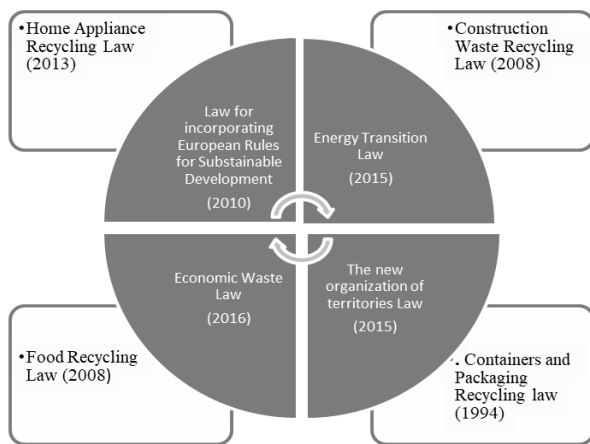 •Home Appliance
Recycling Law
(2013)
•Construction
Waste Recycling
Law (2008)
Law for
incorporating
European Rules
for Substainable
Development
(2010)
Energy Transition
Law
(2015)
Economic Waste
Law
(2016)
The new
organization of
territories Law
(2015)
•Food Recycling
Law (2008)
. Containers and
Packaging
Recycling law
(1994)